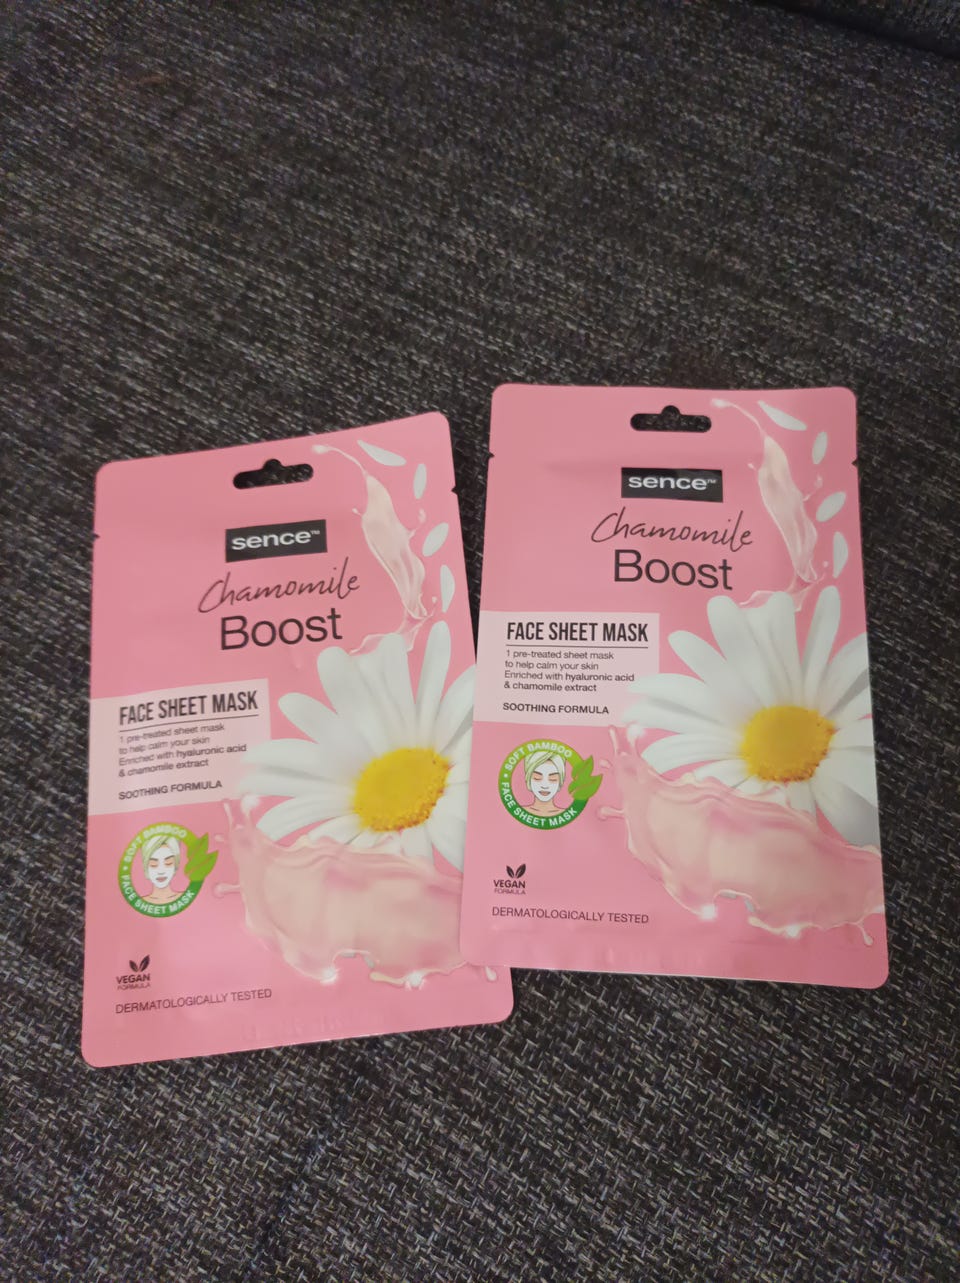 sence™
Chamomile
Boost
FACE SHEET MASK
1 pre-treated sheet mask
to help calm your skin
Enriched with hyaluronic acid
& chamomile extract
SOOTHING FORMULA
SOFT BAMBOO
FACE SHEET MASK
VEGAN
FORMULA
DERMATOLOGICALLY TESTED
sence™
Chamomile
Boost
FACE SHEET MASK
1 pre-treated sheet mask
to help calm your skin
Enriched with hyaluronic acid
& chamomile extract
SOOTHING FORMULA
SOFT BAMBOO
FACE SHEET MASK
VEGAN
FORMULA
DERMATOLOGICALLY TESTED